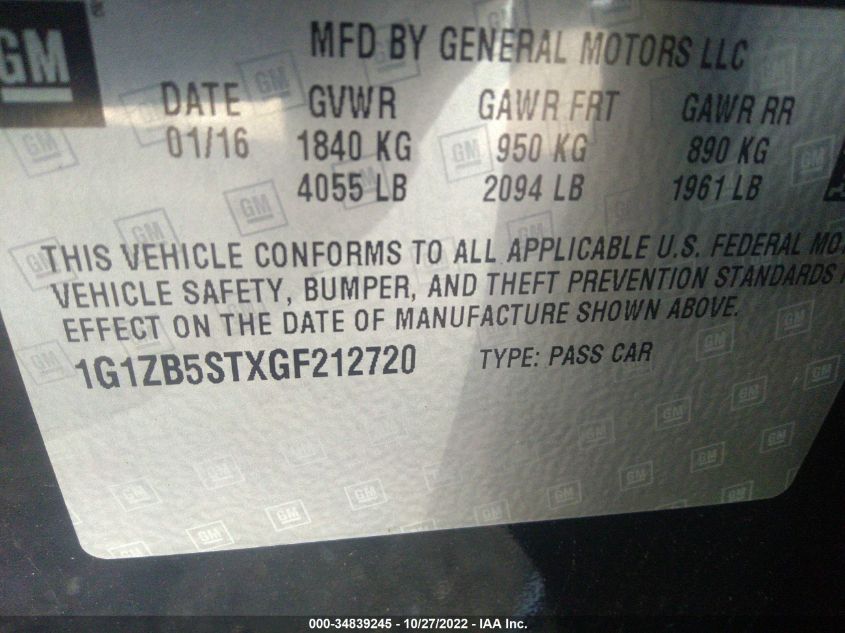 GM
MFD BY GENERAL MOTORS LLC
DATE GVWR GAWR FRT GAWR RR
01/16 1840 KG 950 KG 890 KG
4055 LB 2094 LB 1961 LB
THIS VEHICLE CONFORMS TO ALL APPLICABLE U.S. FEDERAL MO
VEHICLE SAFETY, BUMPER, AND THEFT PREVENTION STANDARDS
EFFECT ON THE DATE OF MANUFACTURE SHOWN ABOVE.
1G1ZB5STXGF212720 TYPE: PASS CAR
000-34839245 - 10/27/2022 - IAA Inc.